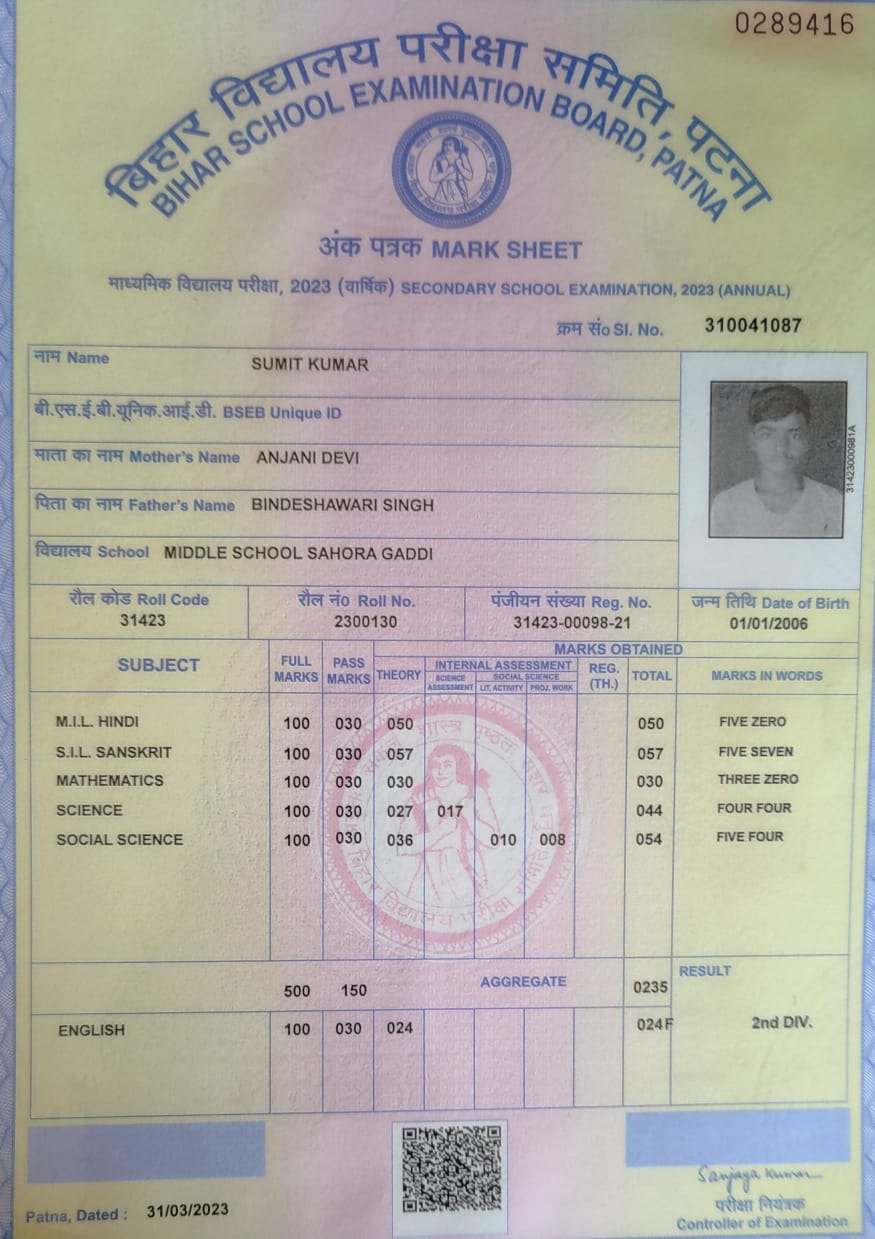 0289416
बिहार विद्यालय परीक्षा समिति, पटना
BIHAR SCHOOL EXAMINATION BOARD, PATNA
अंक पत्रक MARK SHEET
माध्यमिक विद्यालय परीक्षा, 2023 (वार्षिक) SECONDARY SCHOOL EXAMINATION, 2023 (ANNUAL)
क्रम सं० Sl. No. 310041087
नाम Name SUMIT KUMAR
बी.एस.ई.बी.यूनिक.आई.डी. BSEB Unique ID
माता का नाम Mother's Name ANJANI DEVI
पिता का नाम Father's Name BINDESHAWARI SINGH
विद्यालय School MIDDLE SCHOOL SAHORA GADDI
314230000981A
रौल कोड Roll Code रौल नं० Roll No. पंजीयन संख्या Reg. No. जन्म तिथि Date of Birth
31423 2300130 31423-00098-21 01/01/2006
SUBJECT FULL MARKS PASS MARKS MARKS OBTAINED
THEORY INTERNAL ASSESSMENT REG. (TH.) TOTAL MARKS IN WORDS
SCIENCE ASSESSMENT SOCIAL SCIENCE
LIT. ACTIVITY PROJ. WORK
M.I.L. HINDI 100 030 050 050 FIVE ZERO
S.I.L. SANSKRIT 100 030 057 057 FIVE SEVEN
MATHEMATICS 100 030 030 030 THREE ZERO
SCIENCE 100 030 027 017 044 FOUR FOUR
SOCIAL SCIENCE 100 030 036 010 008 054 FIVE FOUR
बिहार विद्यालय परीक्षा समिति
500 150 AGGREGATE 0235 RESULT
ENGLISH 100 030 024 024F 2nd DIV.
Sanjaya Kumar
परीक्षा नियंत्रक
Controller of Examination
Patna, Dated : 31/03/2023